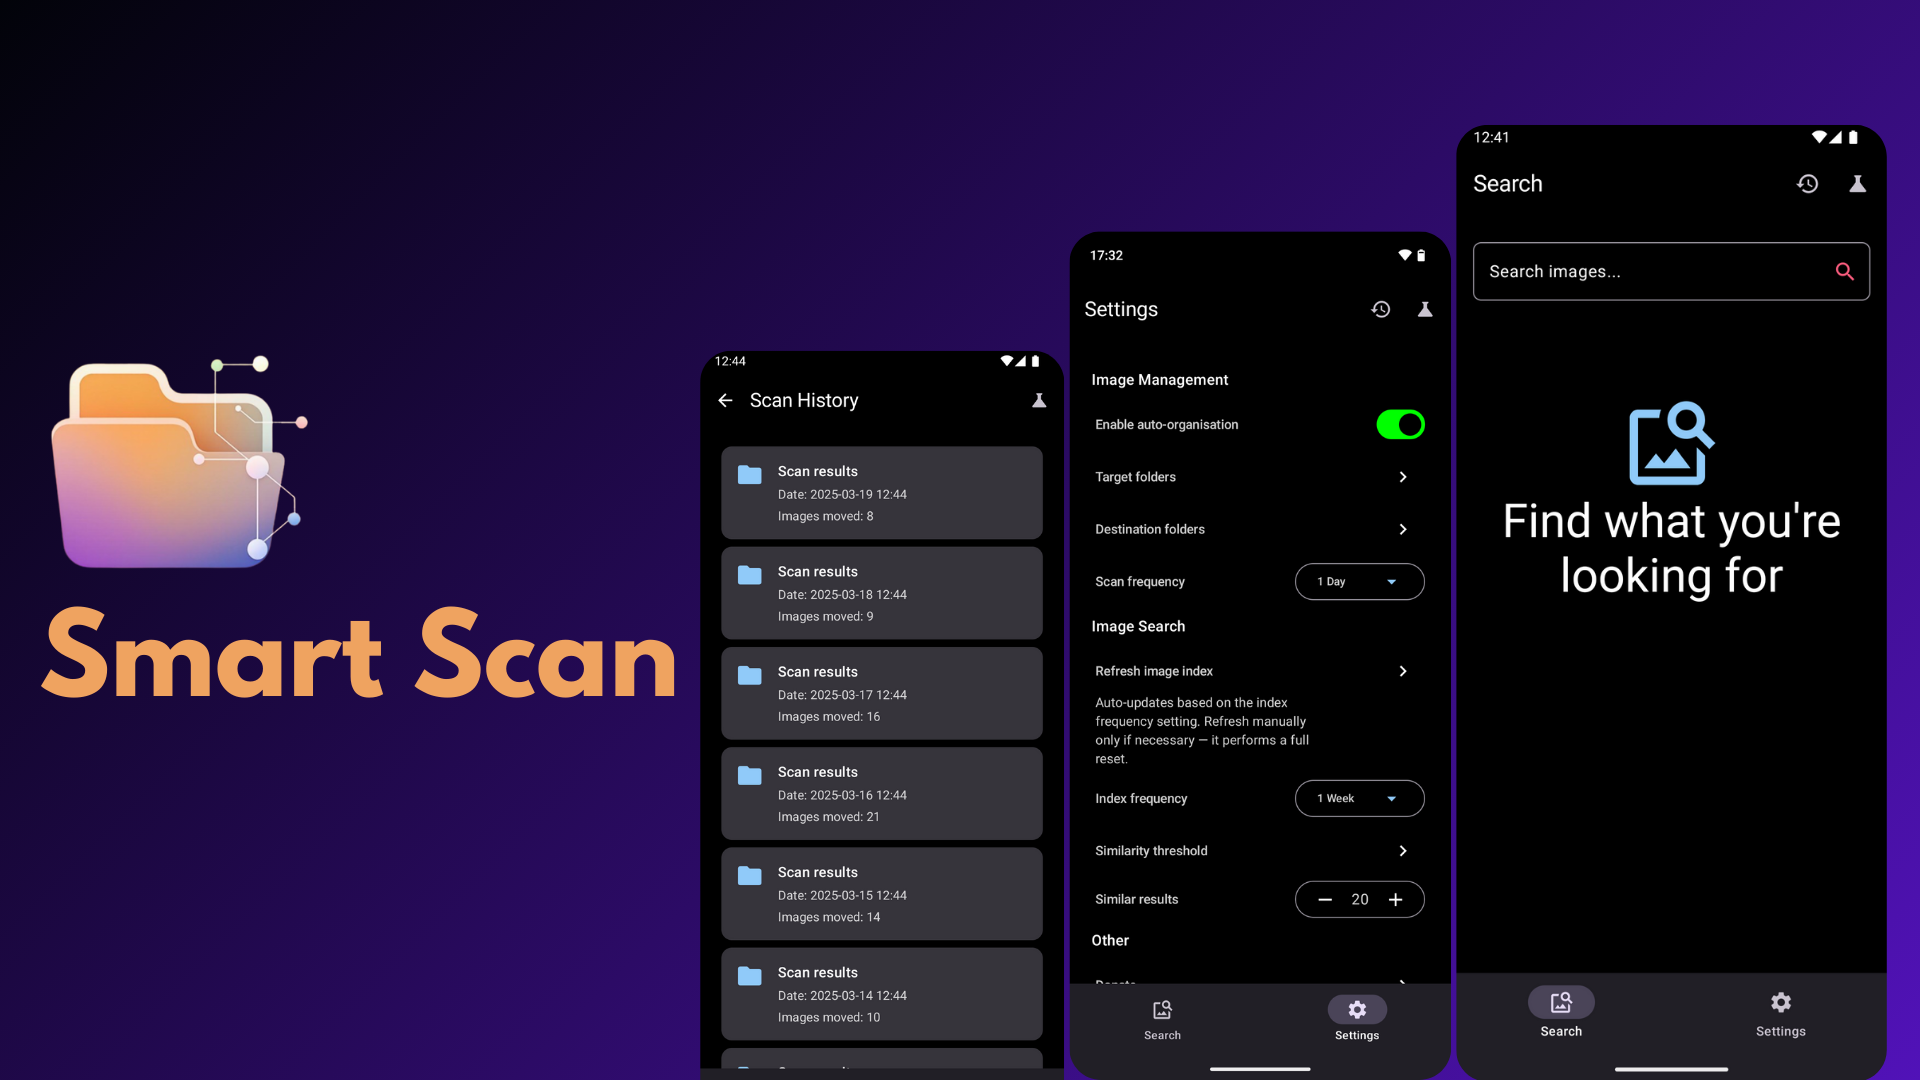 Smart Scan
12:44
Scan History
Scan results
Date: 2025-03-19 12:44
Images moved: 8
Scan results
Date: 2025-03-18 12:44
Images moved: 9
Scan results
Date: 2025-03-17 12:44
Images moved: 16
Scan results
Date: 2025-03-16 12:44
Images moved: 21
Scan results
Date: 2025-03-15 12:44
Images moved: 14
Scan results
Date: 2025-03-14 12:44
Images moved: 10
17:32
Settings
Image Management
Enable auto-organisation
Target folders
Destination folders
Scan frequency
1 Day
Image Search
Refresh image index
Auto-updates based on the index
frequency setting. Refresh manually
only if necessary — it performs a full
reset.
Index frequency
1 Week
Similarity threshold
Similar results
20
Other
Search
Settings
12:41
Search
Search images...
Find what you're
looking for
Search
Settings